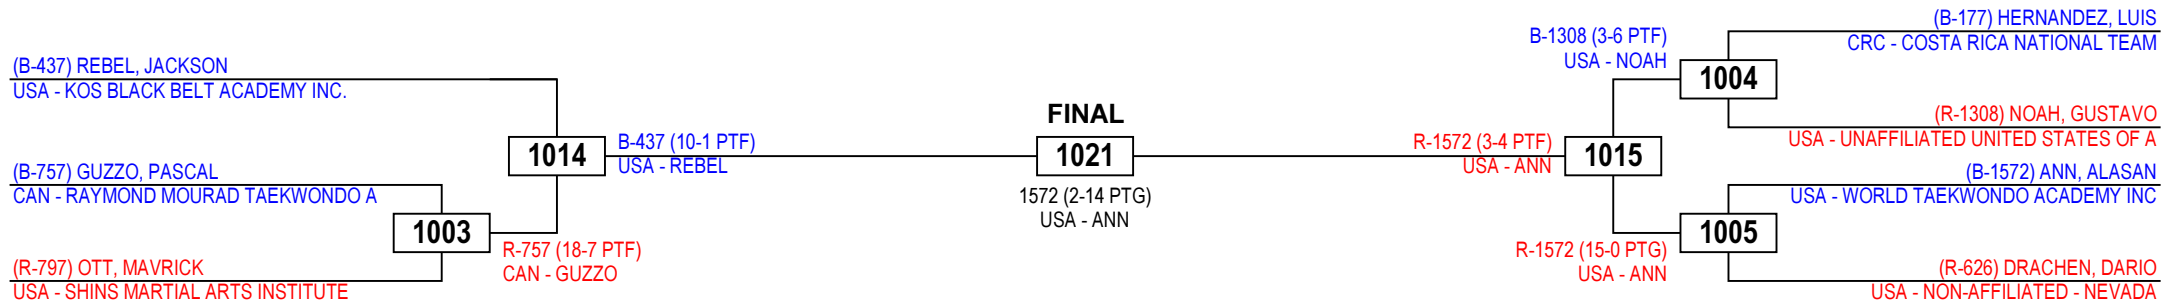 (B-437) REBEL, JACKSON
USA - KOS BLACK BELT ACADEMY INC.
(B-757) GUZZO, PASCAL
CAN - RAYMOND MOURAD TAEKWONDO A
(R-797) OTT, MAVRICK
USA - SHINS MARTIAL ARTS INSTITUTE
1003
R-757 (18-7 PTF)
CAN - GUZZO
1014
B-437 (10-1 PTF)
USA - REBEL
FINAL
1021
1572 (2-14 PTG)
USA - ANN
R-1572 (3-4 PTF)
USA - ANN
1015
B-1308 (3-6 PTF)
USA - NOAH
R-1572 (15-0 PTG)
USA - ANN
1004
1005
(B-177) HERNANDEZ, LUIS
CRC - COSTA RICA NATIONAL TEAM
(R-1308) NOAH, GUSTAVO
USA - UNAFFILIATED UNITED STATES OF A
(B-1572) ANN, ALASAN
USA - WORLD TAEKWONDO ACADEMY INC
(R-626) DRACHEN, DARIO
USA - NON-AFFILIATED - NEVADA